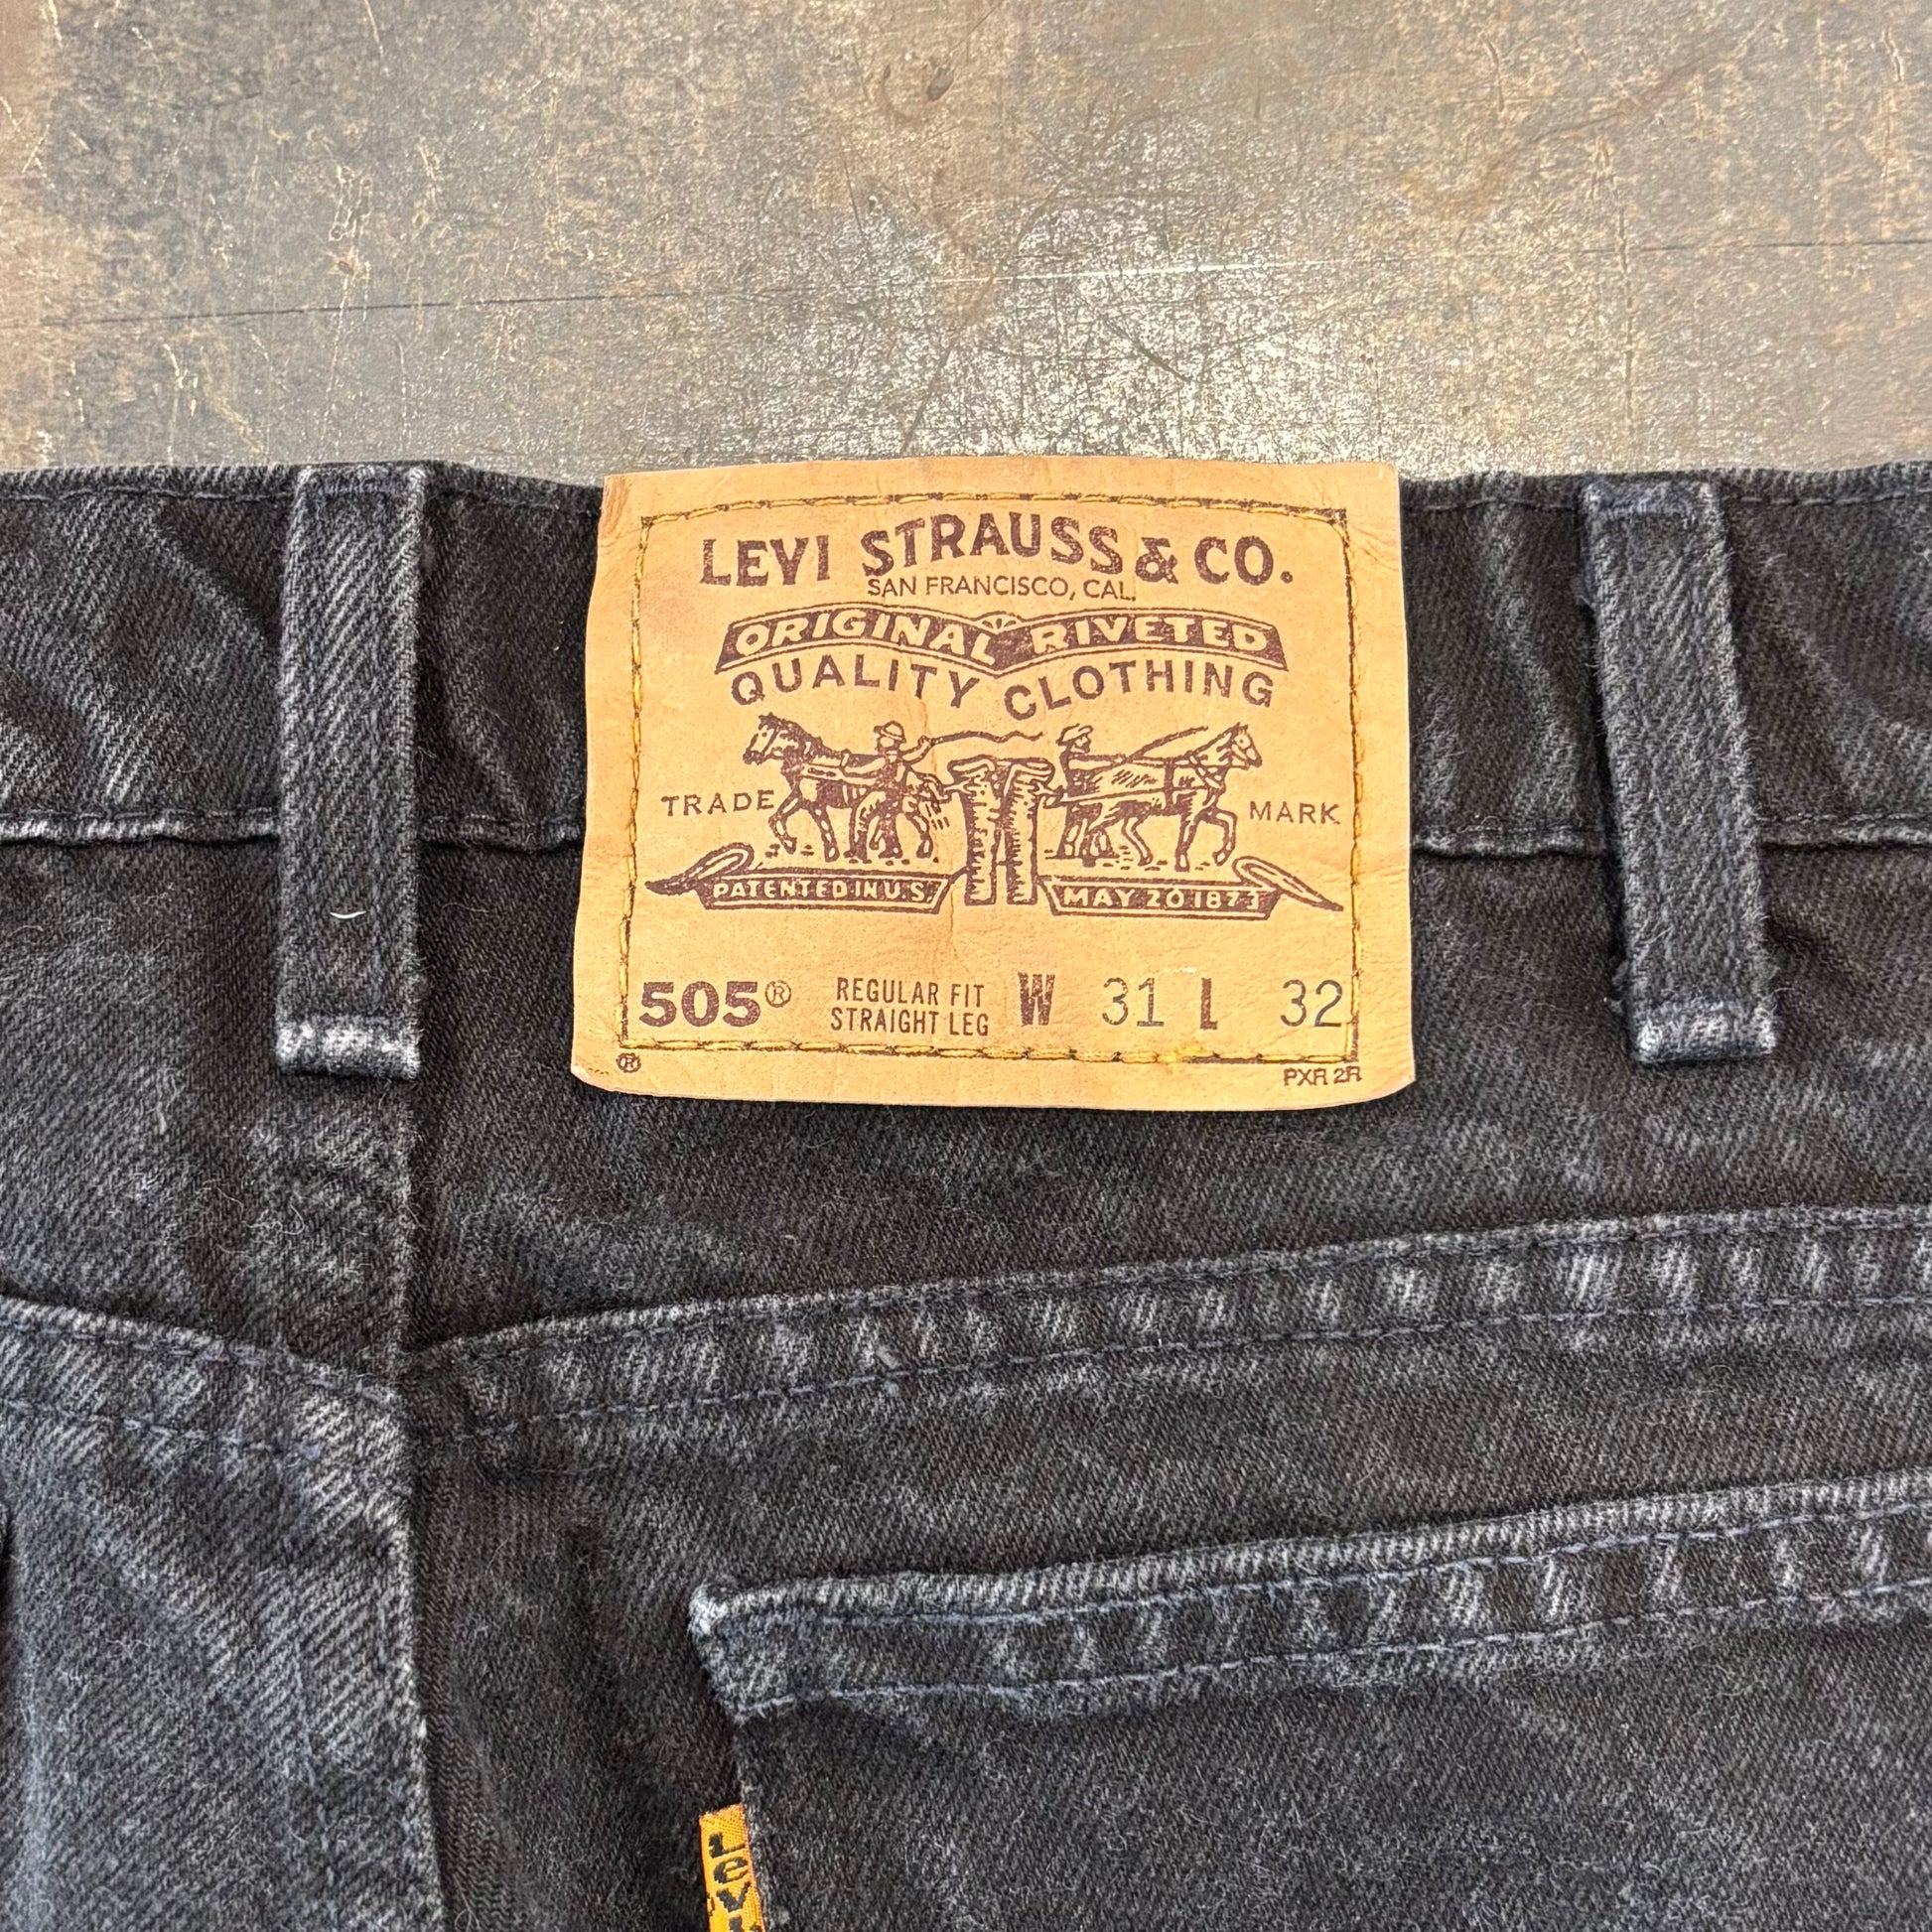 LEVI STRAUSS & CO.
SAN FRANCISCO, CAL.
ORIGINAL RIVETED
QUALITY CLOTHING
TRADE MARK
PATENTED IN U.S. MAY 20 1873
505® REGULAR FIT W 31 L 32
STRAIGHT LEG
® PXR 2R
Levi